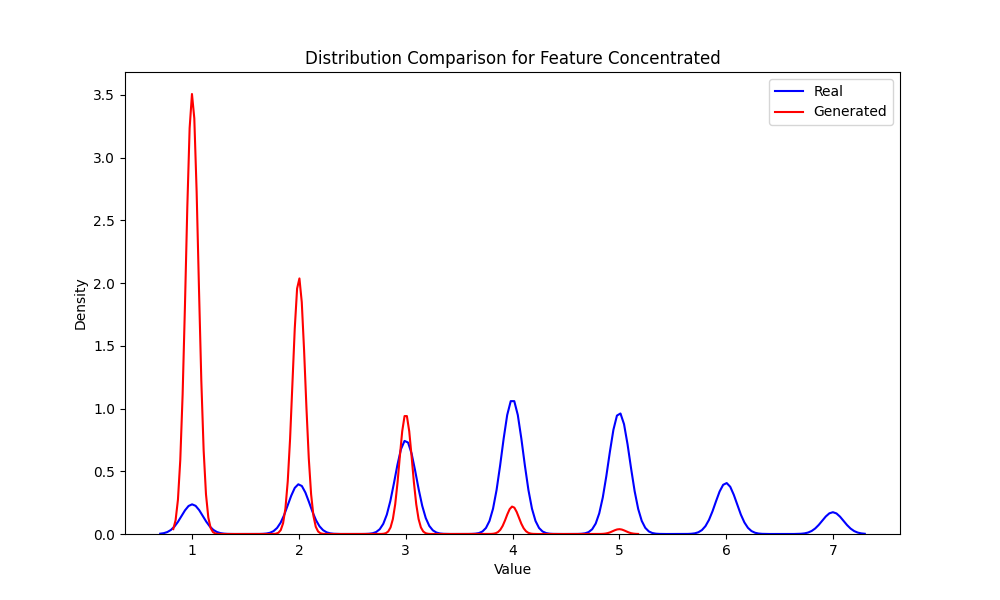 Distribution Comparison for Feature Concentrated
Real
Generated
3.5
3.0
2.5
2.0
1.5
1.0
0.5
0.0
Density
1 2 3 4 5 6 7
Value